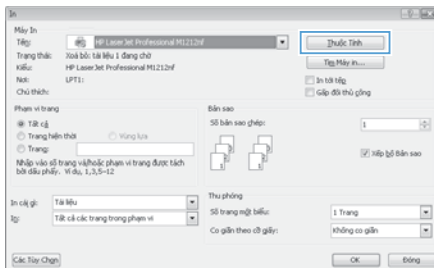 In
Máy In
Tên: HP LaserJet Professional M1212nf
Thuộc Tính
Trạng thái: Xoá bỏ: tài liệu 1 đang chờ
Kiểu: HP LaserJet Professional M1212nf
Tìm Máy in...
Nơi: LPT1:
In tới tệp
Chú thích:
Gấp đôi thủ công
Phạm vi trang
Bản sao
Tất cả
Số bản sao ghép: 1
Trang hiện thời
Vùng lựa
Trang:
Nhập vào số trang và/hoặc phạm vi trang được tách
bởi dấu phẩy. Ví dụ, 1,3,5–12
Xếp bộ Bản sao
In cái gì: Tài liệu
In: Tất cả các trang trong phạm vi
Thu phóng
Số trang một biểu: 1 Trang
Co giãn theo cỡ giấy: Không co giãn
Các Tùy Chọn
OK
Đóng